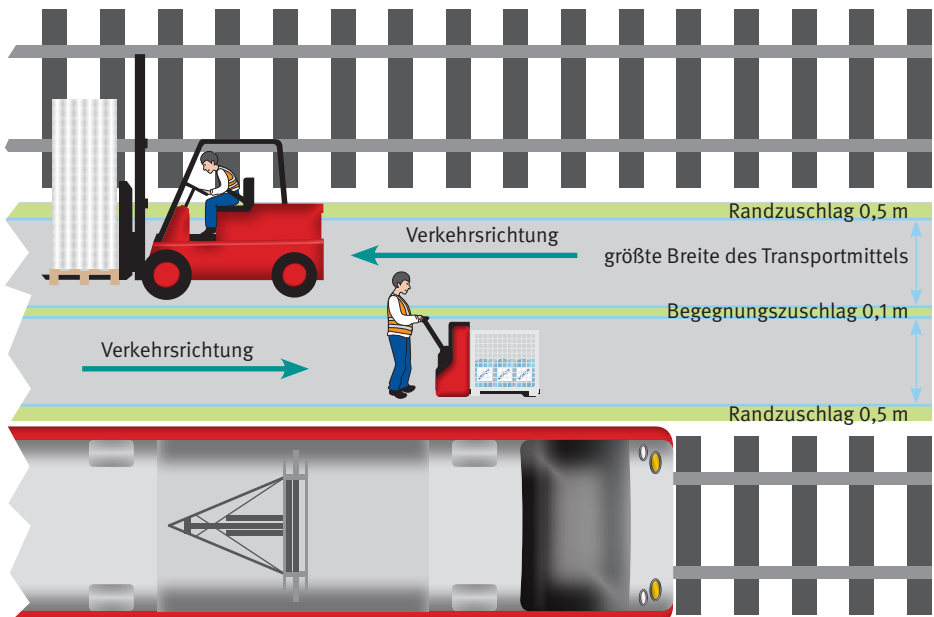 Randzuschlag 0,5 m
Verkehrsrichtung
größte Breite des Transportmittels
Begegnungszuschlag 0,1 m
Verkehrsrichtung
Randzuschlag 0,5 m